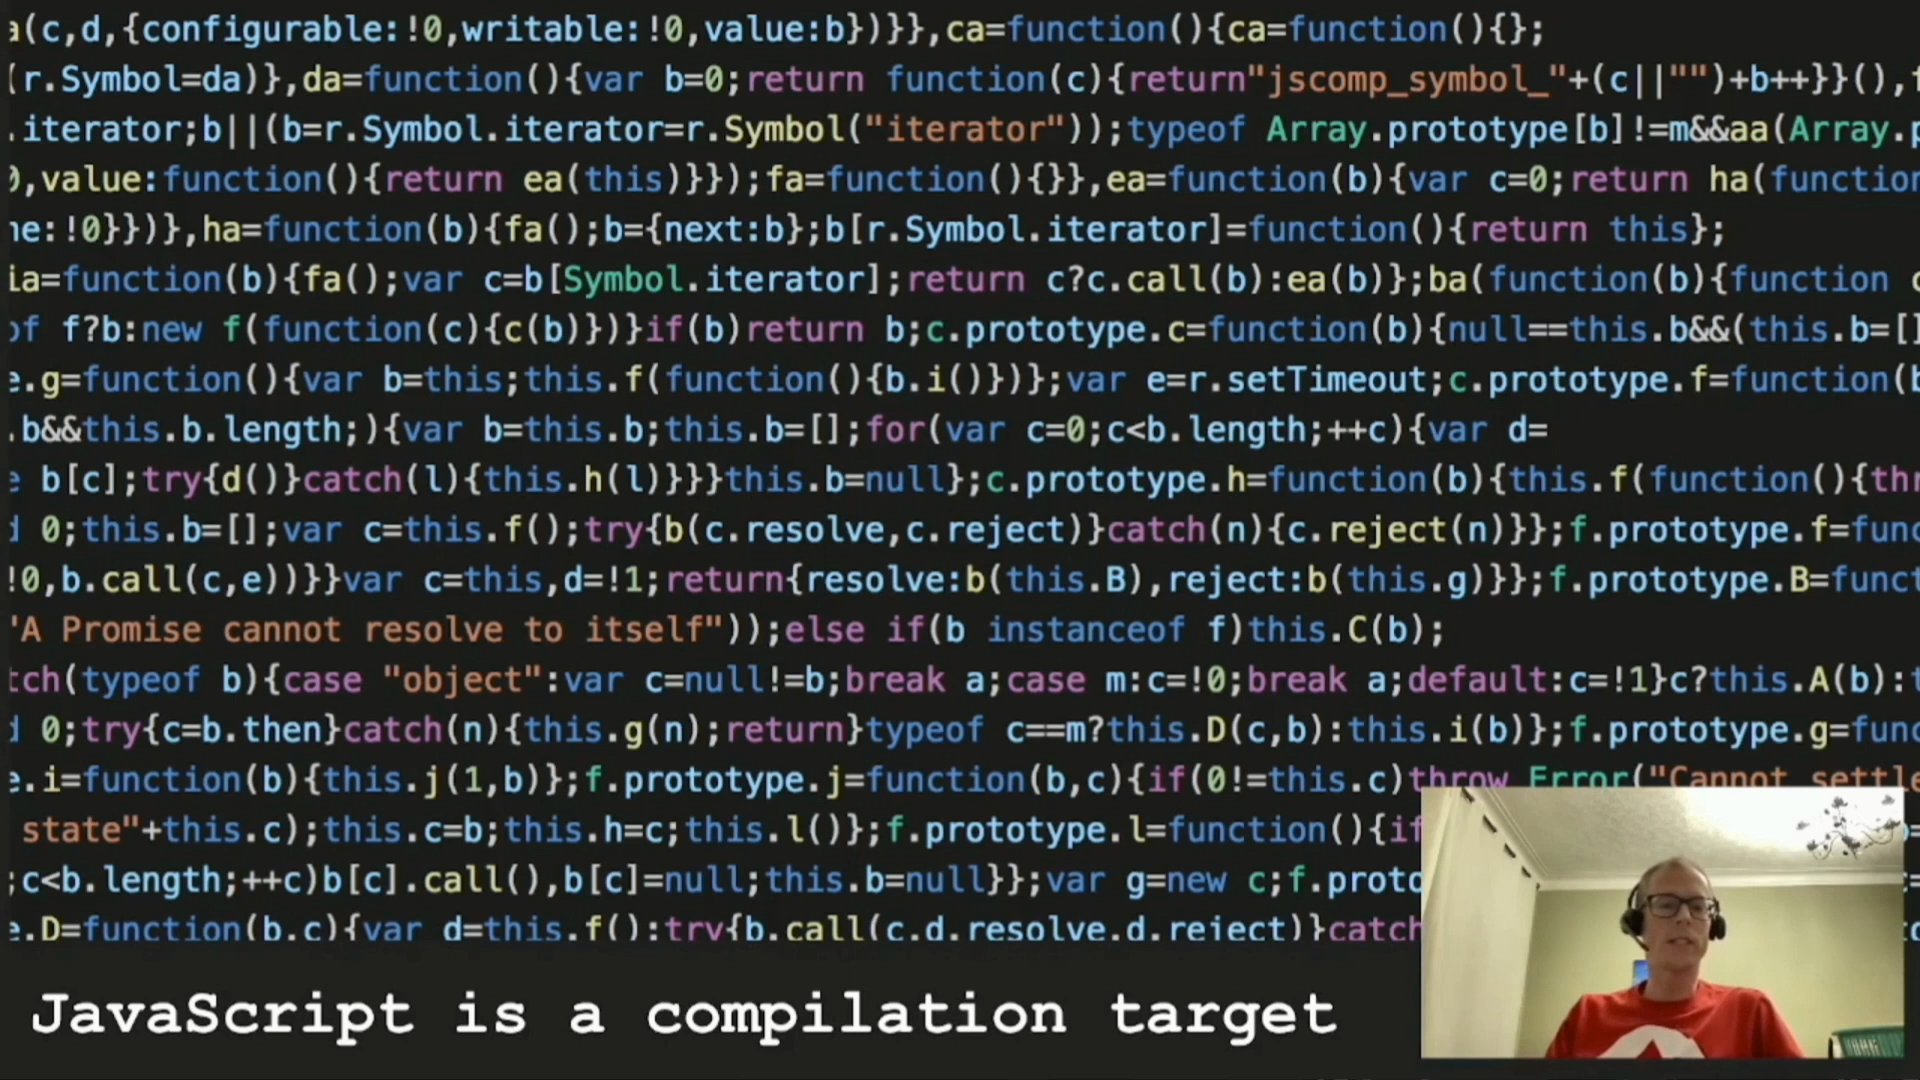 a(c,d,{configurable:!0,writable:!0,value:b})}},ca=function(){ca=function(){};
(r.Symbol=da)},da=function(){var b=0;return function(c){return"jscomp_symbol_"+(c||"")+b++}}(),f
.iterator;b||(b=r.Symbol.iterator=r.Symbol("iterator"));typeof Array.prototype[b]!=m&&aa(Array.p
0,value:function(){return ea(this)}});fa=function(){}},ea=function(b){var c=0;return ha(function
ne:!0}})},ha=function(b){fa();b={next:b};b[r.Symbol.iterator]=function(){return this};
ia=function(b){fa();var c=b[Symbol.iterator];return c?c.call(b):ea(b)};ba(function(b){function c
of f?b:new f(function(c){c(b)})}if(b)return b;c.prototype.c=function(b){null==this.b&&(this.b=[]
e.g=function(){var b=this;this.f(function(){b.i()})};var e=r.setTimeout;c.prototype.f=function(b
.b&&this.b.length;){var b=this.b;this.b=[];for(var c=0;c<b.length;++c){var d=
e b[c];try{d()}catch(l){this.h(l)}}}this.b=null};c.prototype.h=function(b){this.f(function(){thr
d 0;this.b=[];var c=this.f();try{b(c.resolve,c.reject)}catch(n){c.reject(n)}};f.prototype.f=func
!0,b.call(c,e))}}var c=this,d=!1;return{resolve:b(this.B),reject:b(this.g)}};f.prototype.B=funct
"A Promise cannot resolve to itself"));else if(b instanceof f)this.C(b);
tch(typeof b){case "object":var c=null!=b;break a;case m:c=!0;break a;default:c=!1}c?this.A(b):t
d 0;try{c=b.then}catch(n){this.g(n);return}typeof c==m?this.D(c,b):this.i(b)};f.prototype.g=func
e.i=function(b){this.j(1,b)};f.prototype.j=function(b,c){if(0!=this.c)throw Error("Cannot settle
state"+this.c);this.c=b;this.h=c;this.l()};f.prototype.l=function(){if
;c<b.length;++c)b[c].call(),b[c]=null;this.b=null}};var g=new c;f.proto
e.D=function(b,c){var d=this.f();try{b.call(c,d.resolve,d.reject)}catch
JavaScript is a compilation target